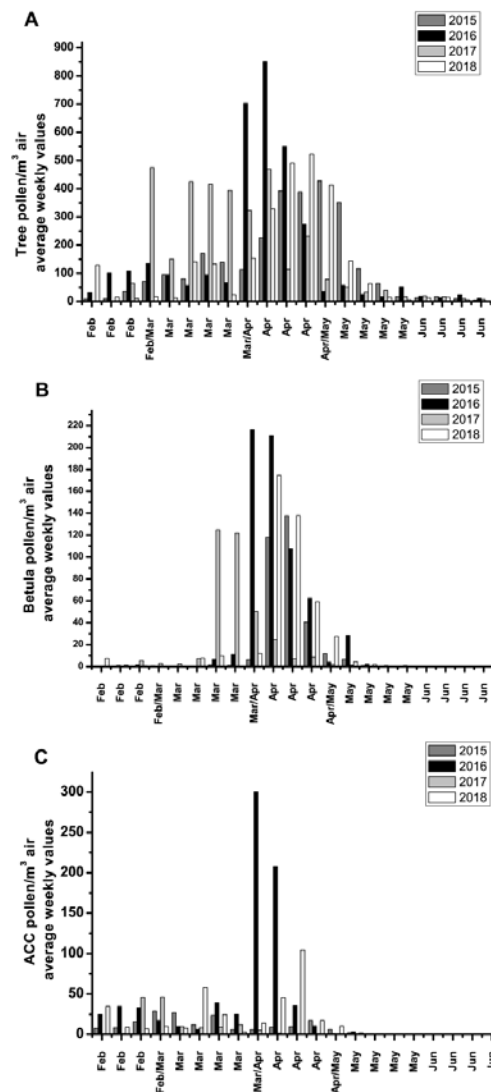 A
2015
2016
2017
2018
Tree pollen/m³ air
average weekly values
900
800
700
600
500
400
300
200
100
0
Feb
Feb
Feb
Feb/Mar
Mar
Mar
Mar
Mar
Mar/Apr
Apr
Apr
Apr
Apr/May
May
May
May
May
Jun
Jun
Jun
Jun
B
2015
2016
2017
2018
Betula pollen/m³ air
average weekly values
220
200
180
160
140
120
100
80
60
40
20
0
Feb
Feb
Feb
Feb/Mar
Mar
Mar
Mar
Mar
Mar/Apr
Apr
Apr
Apr
Apr/May
May
May
May
May
Jun
Jun
Jun
Jun
C
2015
2016
2017
2018
ACC pollen/m³ air
average weekly values
300
250
200
150
100
50
0
Feb
Feb
Feb
Feb/Mar
Mar
Mar
Mar
Mar
Mar/Apr
Apr
Apr
Apr
Apr/May
May
May
May
May
Jun
Jun
Jun
Jun